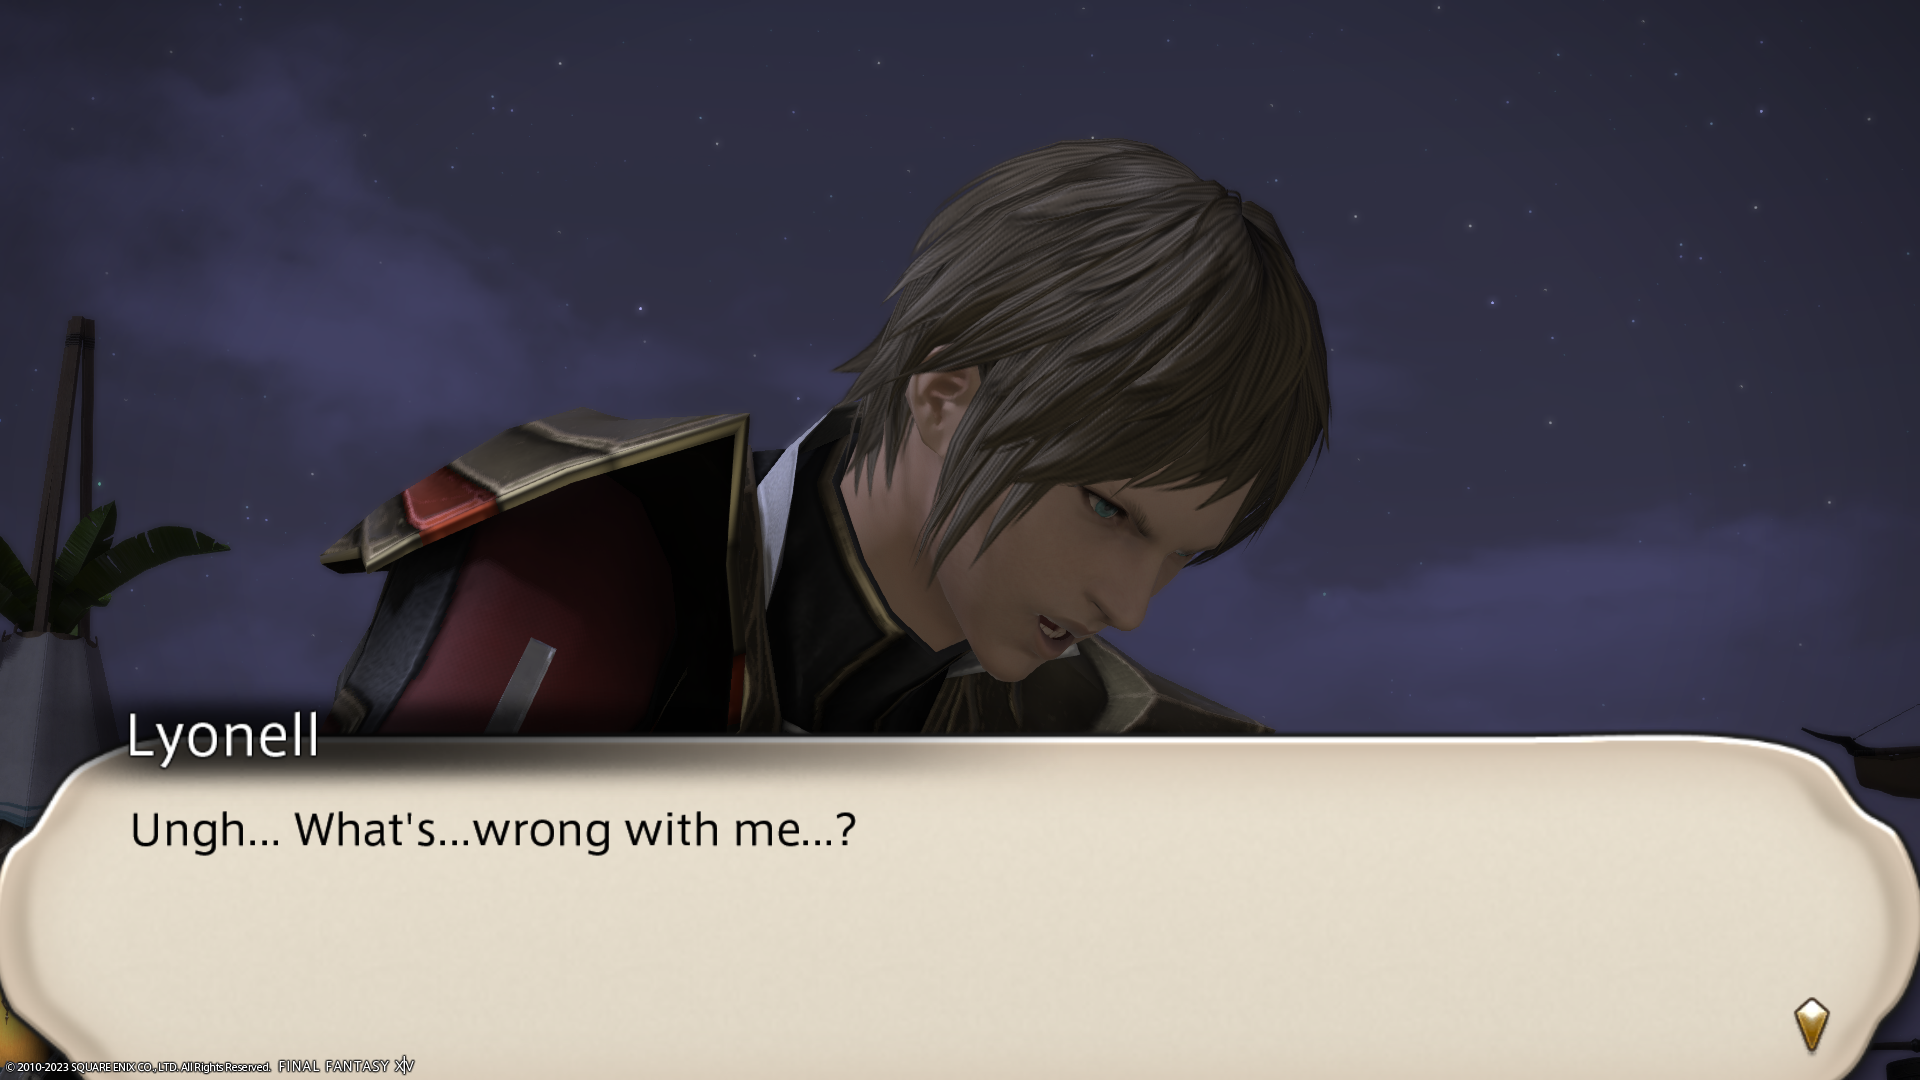 Lyonell
Ungh... What's...wrong with me...?
© 2010-2023 SQUARE ENIX CO., LTD. All Rights Reserved. FINAL FANTASY XIV